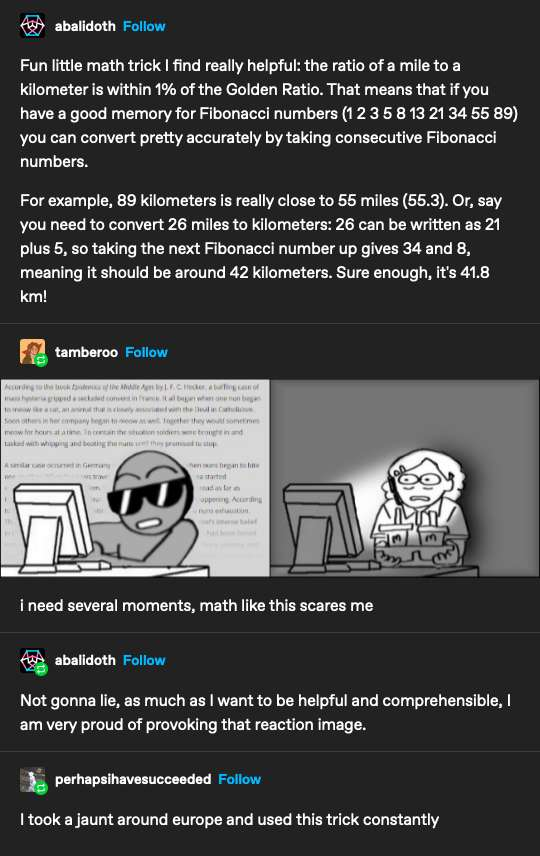 abalidoth Follow
Fun little math trick I find really helpful: the ratio of a mile to a
kilometer is within 1% of the Golden Ratio. That means that if you
have a good memory for Fibonacci numbers (1 2 3 5 8 13 21 34 55 89)
you can convert pretty accurately by taking consecutive Fibonacci
numbers.
For example, 89 kilometers is really close to 55 miles (55.3). Or, say
you need to convert 26 miles to kilometers: 26 can be written as 21
plus 5, so taking the next Fibonacci number up gives 34 and 8,
meaning it should be around 42 kilometers. Sure enough, it's 41.8
km!
tamberoo Follow
According to the book Epidemics of the Middle Ages by J. F. C. Hecker, a baffling case of
mass hysteria gripped a secluded convent in France. It all began when one nun began
to meow like a cat, an animal that is closely associated with the Devil in Catholicism.
Soon others in her company began to meow as well. Together they would sometimes
meow for hours at a time. To contain the situation soldiers were brought in and
tasked with whipping and beating the nuns until they promised to stop.
A similar case occurred in Germany
hen nuns began to bite
started
read as far as
appening. According
nuns exhaustion.
belief
i need several moments, math like this scares me
abalidoth Follow
Not gonna lie, as much as I want to be helpful and comprehensible, I
am very proud of provoking that reaction image.
perhapsihavesucceeded Follow
I took a jaunt around europe and used this trick constantly